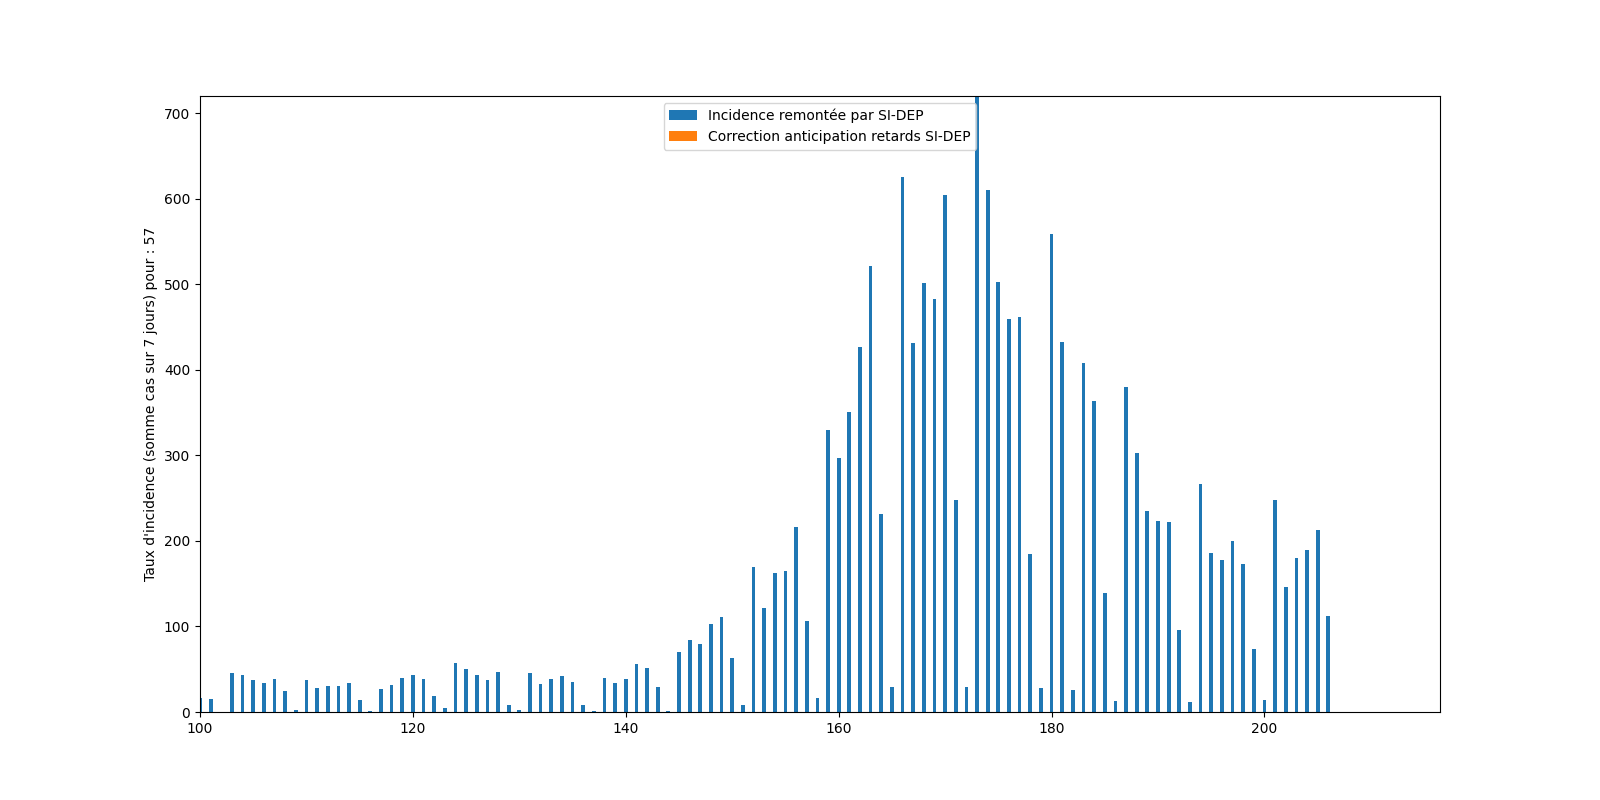 Incidence remontée par SI-DEP
Correction anticipation retards SI-DEP
Taux d'incidence (somme cas sur 7 jours) pour : 57
700
600
500
400
300
200
100
0
100 120 140 160 180 200